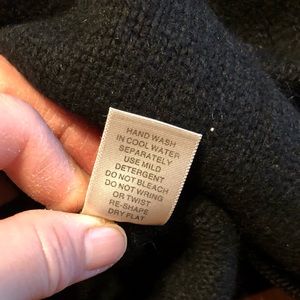 HAND WASH
IN COOL WATER
SEPARATELY
USE MILD
DETERGENT
DO NOT BLEACH
DO NOT WRING
OR TWIST
RE-SHAPE
DRY FLAT